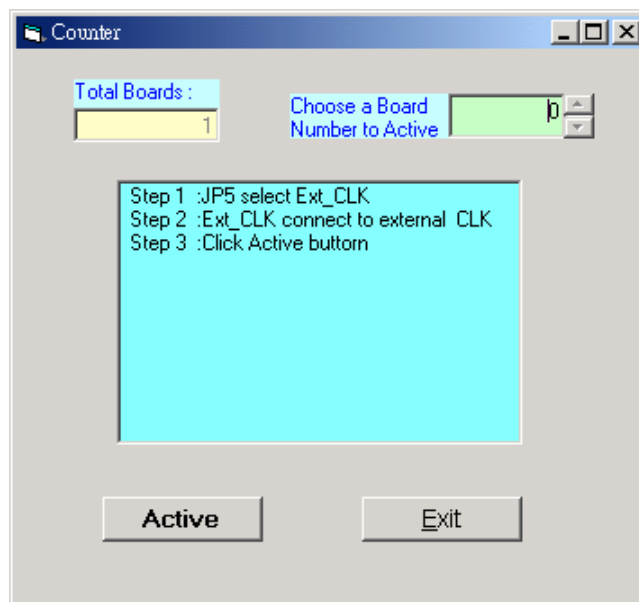 Counter
Total Boards :
1
Choose a Board
Number to Active
0
Step 1 :JP5 select Ext_CLK
Step 2 :Ext_CLK connect to external CLK
Step 3 :Click Active buttorn
Active
Exit